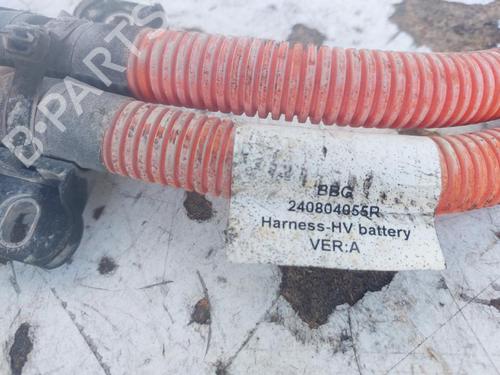 B-PARTS
BBG
240804055R
Harness-HV battery
VER:A